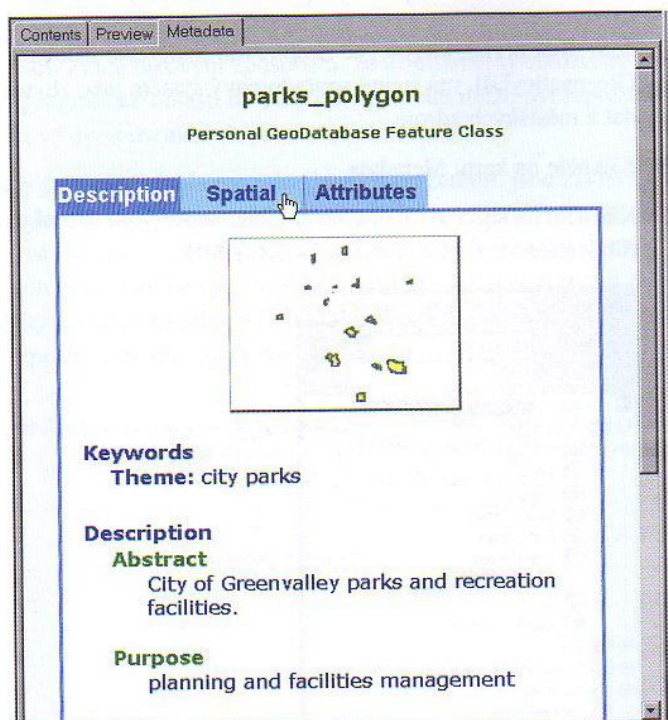 Contents Preview Metadata
parks_polygon
Personal GeoDatabase Feature Class
Description Spatial Attributes
Keywords
Theme: city parks
Description
Abstract
City of Greenvalley parks and recreation
facilities.
Purpose
planning and facilities management